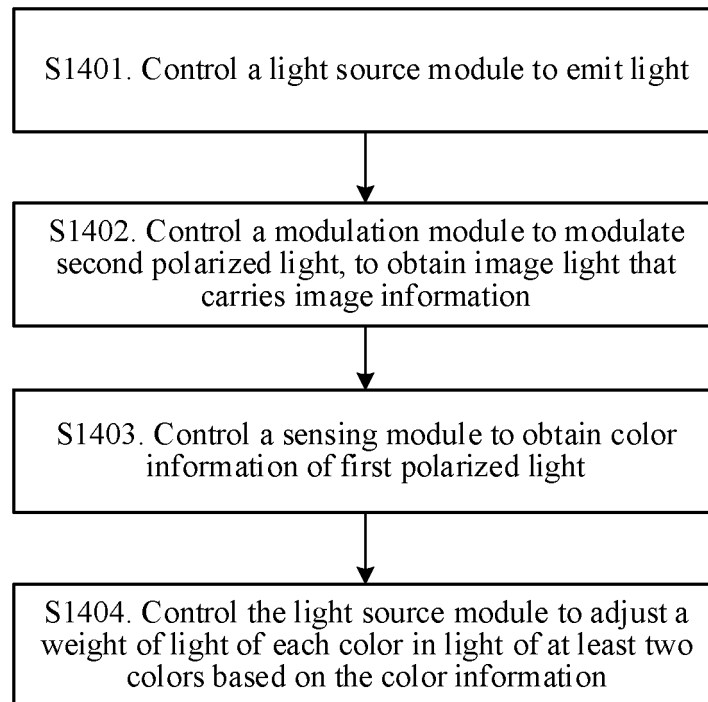 S1401. Control a light source module to emit light
S1402. Control a modulation module to modulate
second polarized light, to obtain image light that
carries image information
S1403. Control a sensing module to obtain color
information of first polarized light
S1404. Control the light source module to adjust a
weight of light of each color in light of at least two
colors based on the color information